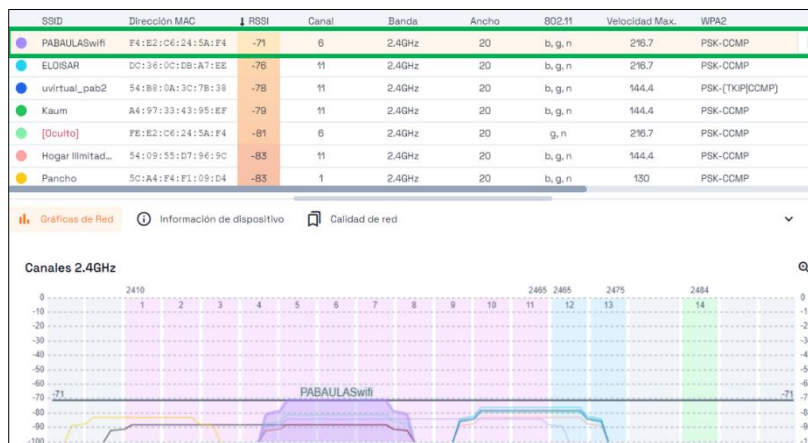 SSID Dirección MAC ↓ RSSI Canal Banda Ancho 802.11 Velocidad Max. WPA2
PABAULASwifi F4:E2:C6:24:5A:F4 -71 6 2.4GHz 20 b, g, n 216.7 PSK-CCMP
ELOISAR DC:36:0C:DB:A7:EE -76 11 2.4GHz 20 b, g, n 216.7 PSK-CCMP
uvirtual_pab2 54:B8:0A:3C:7B:38 -78 11 2.4GHz 20 b, g, n 144.4 PSK-(TKIP|CCMP)
Kaum A4:97:33:43:95:EF -79 11 2.4GHz 20 b, g, n 144.4 PSK-CCMP
[Oculto] FE:E2:C6:24:5A:F4 -81 6 2.4GHz 20 g, n 216.7 PSK-CCMP
Hogar Ilimitad... 54:09:55:D7:96:9C -83 11 2.4GHz 20 b, g, n 144.4 PSK-CCMP
Pancho 5C:A4:F4:F1:09:D4 -83 1 2.4GHz 20 b, g, n 130 PSK-CCMP
Gráficas de Red Información de dispositivo Calidad de red
Canales 2.4GHz
2410 2465 2465 2475 2484
0 1 2 3 4 5 6 7 8 9 10 11 12 13 14 0
-10
-20
-30
-40
-50
-60
-70
-71 PABAULASwifi -71
-80
-90
-100